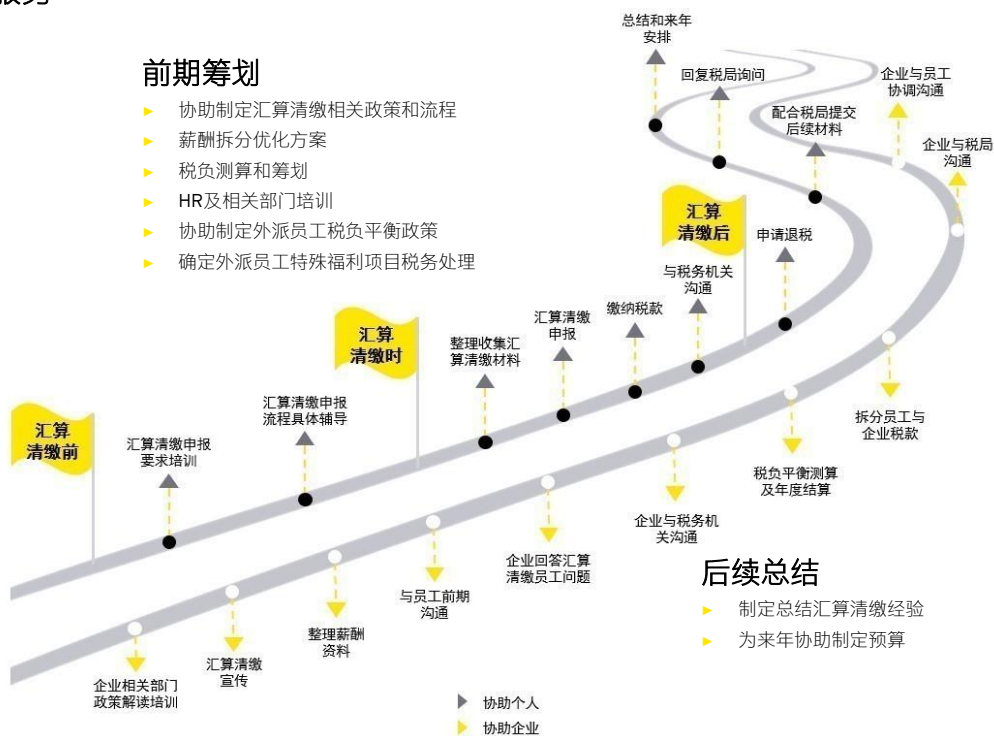 前期筹划
协助制定汇算清缴相关政策和流程
薪酬拆分优化方案
税负测算和筹划
HR及相关部门培训
协助制定外派员工税负平衡政策
确定外派员工特殊福利项目税务处理
总结和来年
安排
回复税局询问
配合税局提交
后续材料
企业与员工
协调沟通
企业与税局
沟通
汇算
清缴后
申请退税
与税务机关
沟通
缴纳税款
汇算清缴
申报
整理收集汇
算清缴材料
汇算
清缴时
汇算清缴申报
流程具体辅导
汇算清缴申报
要求培训
汇算
清缴前
拆分员工与
企业税款
税负平衡测算
及年度结算
企业与税务机
关沟通
企业回答汇算
清缴员工问题
与员工前期
沟通
整理薪酬
资料
汇算清缴
宣传
企业相关部门
政策解读培训
后续总结
制定总结汇算清缴经验
为来年协助制定预算
协助个人
协助企业